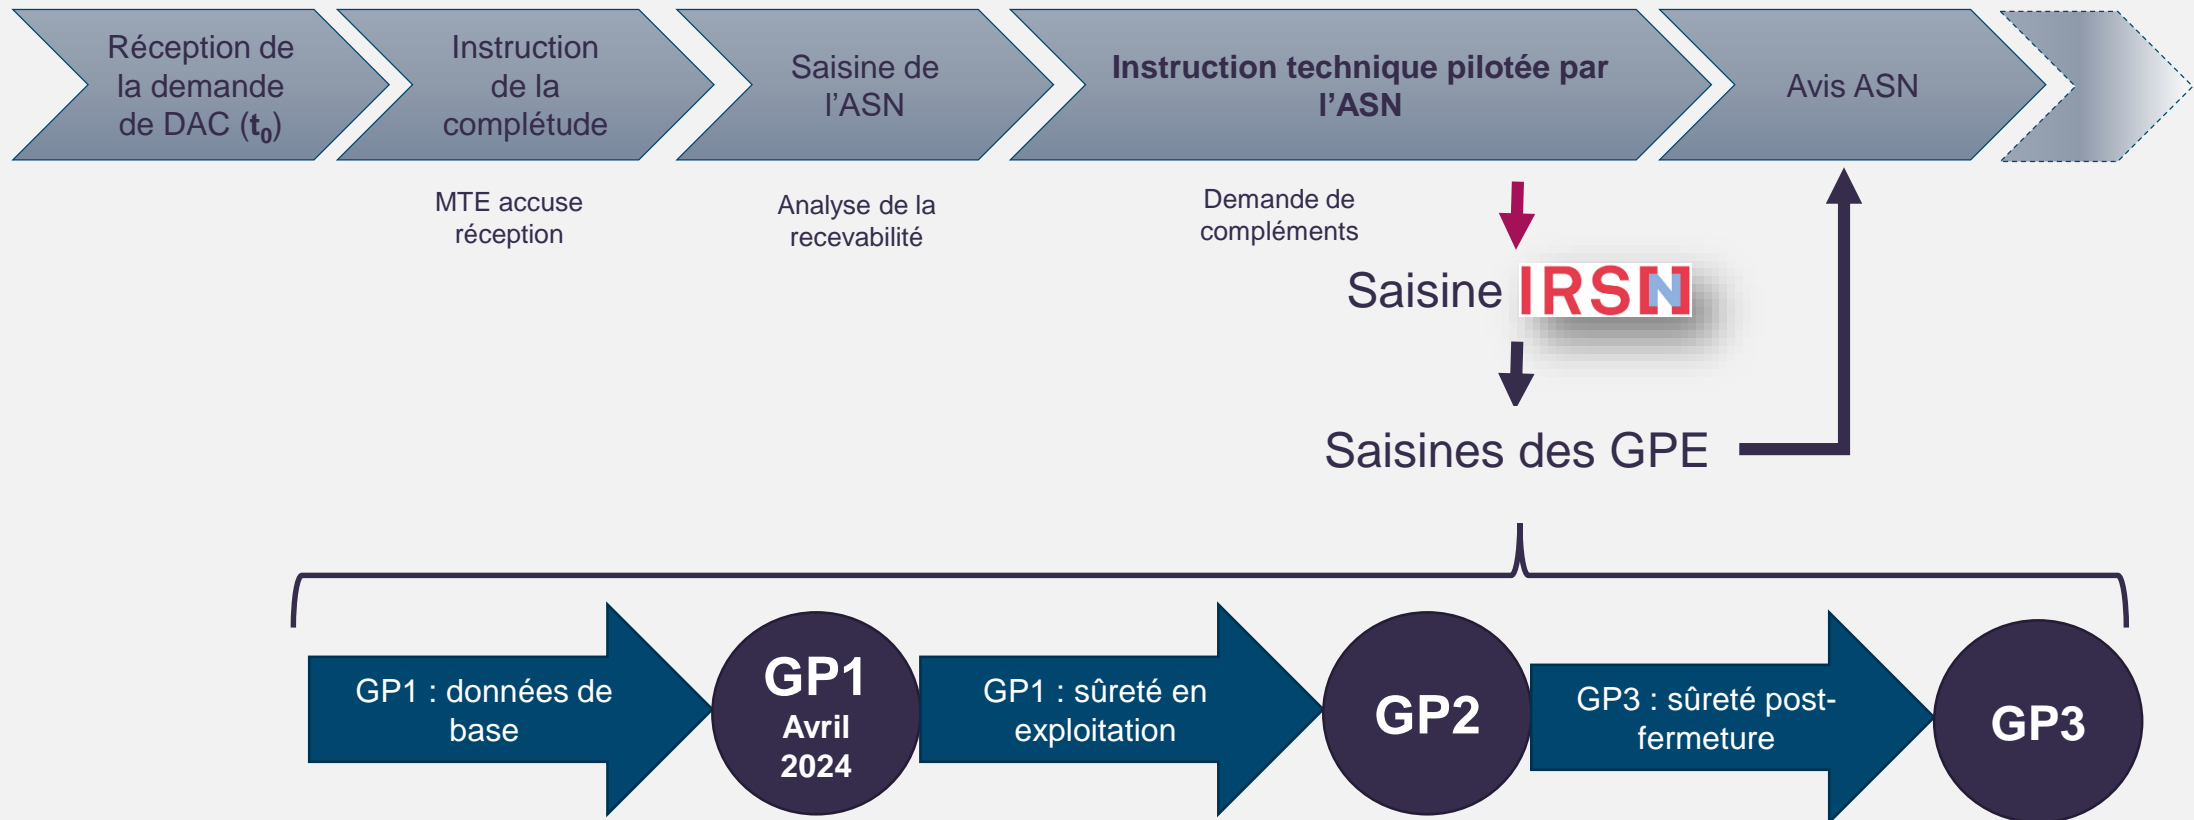 Réception de
la demande
de DAC (t0)
Instruction
de la
complétude
Saisine de
l’ASN
Instruction technique pilotée par
l’ASN
Avis ASN
MTE accuse
réception
Analyse de la
recevabilité
Demande de
compléments
Saisine IRSN
Saisines des GPE
GP1 : données de
base
GP1
Avril
2024
GP1 : sûreté en
exploitation
GP2
GP3 : sûreté post-
fermeture
GP3